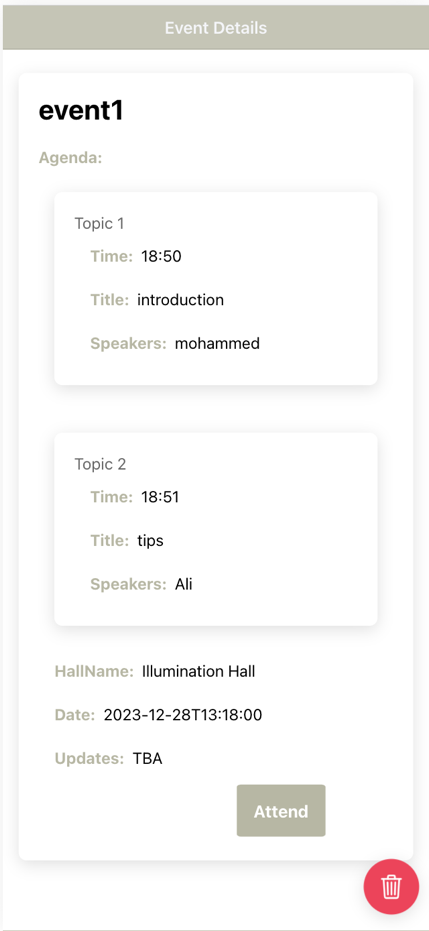 Event Details
event1
Agenda:
Topic 1
Time: 18:50
Title: introduction
Speakers: mohammed
Topic 2
Time: 18:51
Title: tips
Speakers: Ali
HallName: Illumination Hall
Date: 2023-12-28T13:18:00
Updates: TBA
Attend